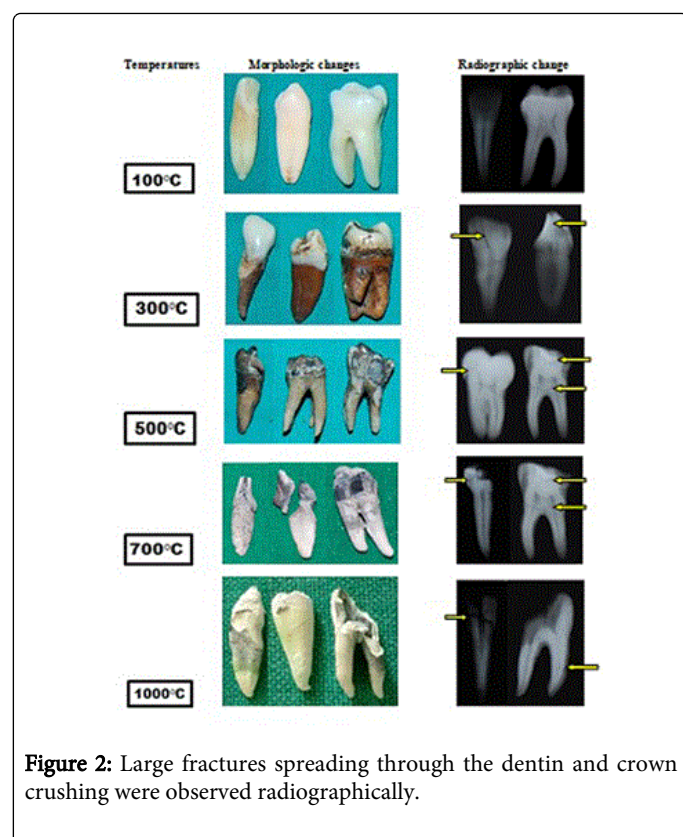 Temperatures Morphologic changes Radiographic change
100°C
300°C
500°C
700°C
1000°C
Figure 2: Large fractures spreading through the dentin and crown
crushing were observed radiographically.